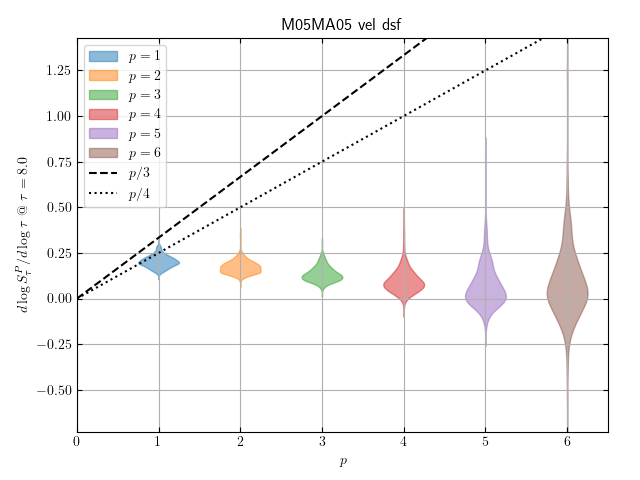 M05MA05 vel dsf
d log S_τ^P / d log τ @ τ = 8.0
1.25
1.00
0.75
0.50
0.25
0.00
−0.25
−0.50
p = 1
p = 2
p = 3
p = 4
p = 5
p = 6
p/3
p/4
0 1 2 3 4 5 6
p